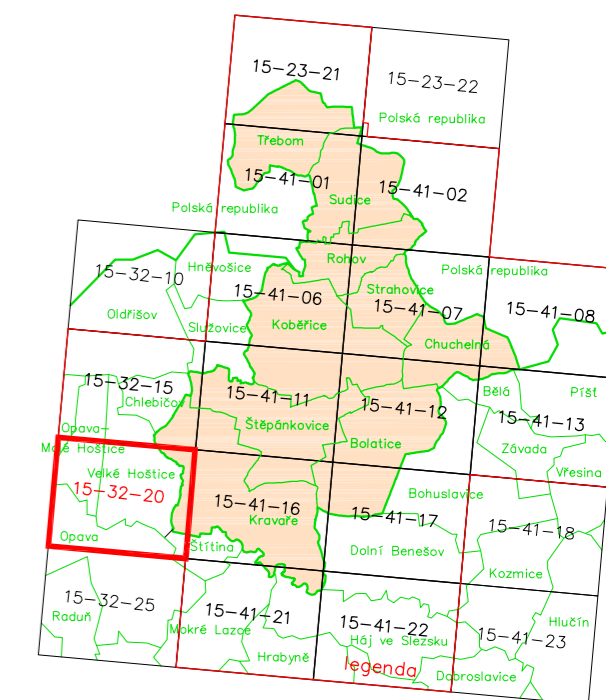 15-23-21
15-23-22
Polská republika
Třebom
15-41-01
15-41-02
Sudice
Polská republika
Rohov
Hněvošice
Polská republika
15-32-10
Strahovice
15-41-06
15-41-07
15-41-08
Oldřišov
Služovice
Koběřice
Chuchelná
15-32-15
15-41-11
Bělá
Píšť
Chlebičov
15-41-12
15-41-13
Opava-
Štěpánkovice
Malé Hoštice
Bolatice
Závada
Velké Hoštice
Vřesina
15-32-20
Bohuslavice
15-41-16
Kravaře
15-41-17
15-41-18
Opava
Štítina
Dolní Benešov
Kozmice
15-32-25
Raduň
15-41-21
Hlučín
Mokré Lazce
15-41-22
Háj ve Slezsku
15-41-23
Hrabyně
legenda
Dobroslavice